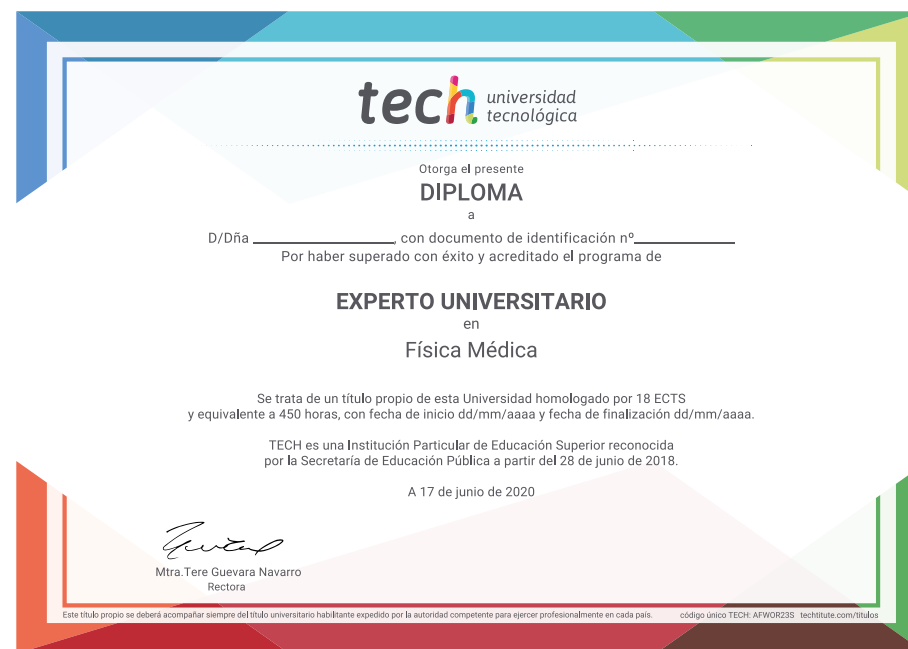 tech universidad
tecnológica
Otorga el presente
DIPLOMA
a
D/Dña ____________________, con documento de identificación nº______________
Por haber superado con éxito y acreditado el programa de
EXPERTO UNIVERSITARIO
en
Física Médica
Se trata de un título propio de esta Universidad homologado por 18 ECTS
y equivalente a 450 horas, con fecha de inicio dd/mm/aaaa y fecha de finalización dd/mm/aaaa.
TECH es una Institución Particular de Educación Superior reconocida
por la Secretaría de Educación Pública a partir del 28 de junio de 2018.
A 17 de junio de 2020
Mtra.Tere Guevara Navarro
Rectora
Este título propio se deberá acompañar siempre del título universitario habilitante expedido por la autoridad competente para ejercer profesionalmente en cada país. código único TECH: AFWOR23S techtitute.com/titulos